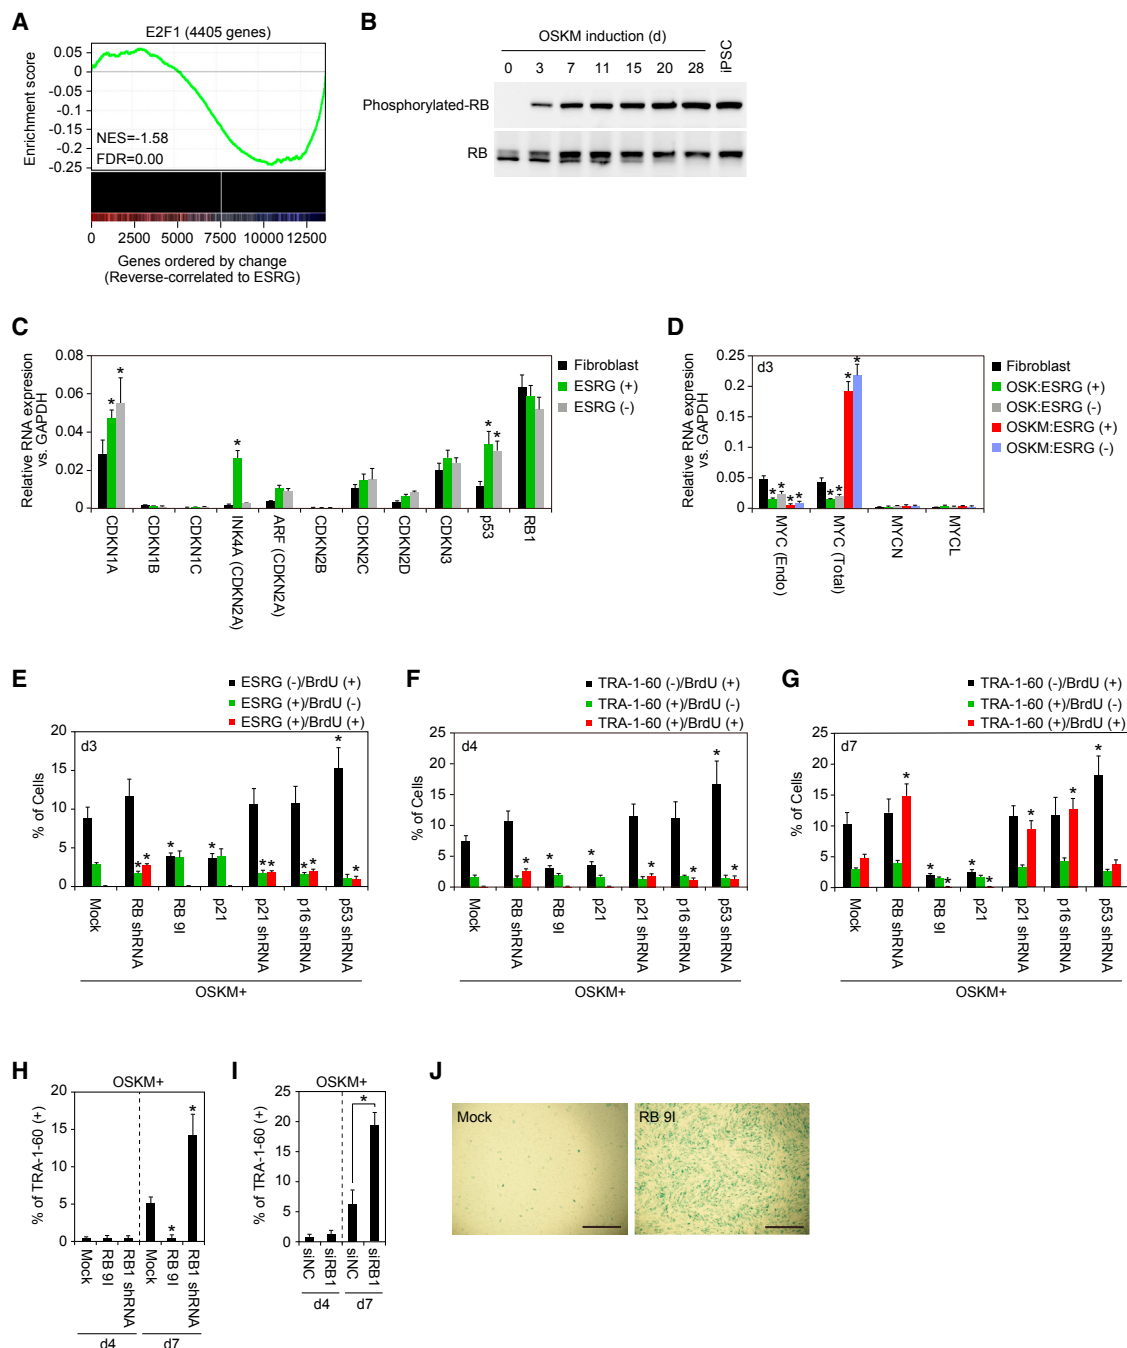 A
E2F1 (4405 genes)
Enrichment score
0.05
0
-0.05
-0.1
-0.15
-0.2
-0.25
NES=-1.58
FDR=0.00
0 2500 5000 7500 10000 12500
Genes ordered by change
(Reverse-correlated to ESRG)
B
OSKM induction (d)
0 3 7 11 15 20 28 iPSC
Phosphorylated-RB
RB
C
Relative RNA expresion
vs. GAPDH
0.08
0.06
0.04
0.02
0
* * * * *
Fibroblast
ESRG (+)
ESRG (-)
CDKN1A
CDKN1B
CDKN1C
INK4A (CDKN2A)
ARF (CDKN2A)
CDKN2B
CDKN2C
CDKN2D
CDKN3
p53
RB1
D
Relative RNA expresion
vs. GAPDH
0.25
0.2
0.15
0.1
0.05
0
d3
* * * * * * * *
Fibroblast
OSK:ESRG (+)
OSK:ESRG (-)
OSKM:ESRG (+)
OSKM:ESRG (-)
MYC (Endo)
MYC (Total)
MYCN
MYCL
E
ESRG (-)/BrdU (+)
ESRG (+)/BrdU (-)
ESRG (+)/BrdU (+)
% of Cells
20
15
10
5
0
d3
* * * * * * * * * *
Mock
RB shRNA
RB 9I
p21
p21 shRNA
p16 shRNA
p53 shRNA
OSKM+
F
TRA-1-60 (-)/BrdU (+)
TRA-1-60 (+)/BrdU (-)
TRA-1-60 (+)/BrdU (+)
% of Cells
25
20
15
10
5
0
d4
* * * * * * *
Mock
RB shRNA
RB 9I
p21
p21 shRNA
p16 shRNA
p53 shRNA
OSKM+
G
TRA-1-60 (-)/BrdU (+)
TRA-1-60 (+)/BrdU (-)
TRA-1-60 (+)/BrdU (+)
% of Cells
25
20
15
10
5
0
d7
* * * * * * * *
Mock
RB shRNA
RB 9I
p21
p21 shRNA
p16 shRNA
p53 shRNA
OSKM+
H
OSKM+
% of TRA-1-60 (+)
20
15
10
5
0
* *
Mock
RB 9I
RB1 shRNA
Mock
RB 9I
RB1 shRNA
d4 d7
I
OSKM+
% of TRA-1-60 (+)
25
20
15
10
5
0
*
siNC
siRB1
siNC
siRB1
d4 d7
J
Mock
RB 9I